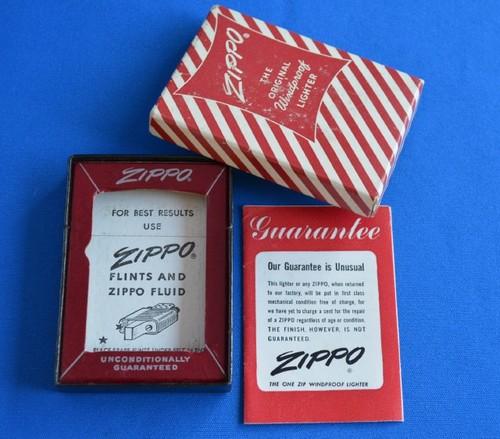 ZIPPO®
THE
ORIGINAL
Windproof
LIGHTER
ZIPPO®
FOR BEST RESULTS
USE
ZIPPO®
FLINTS AND
ZIPPO FLUID
UNCONDITIONALLY
GUARANTEED
Guarantee
Our Guarantee is Unusual
This lighter or any ZIPPO, when returned
to our factory, will be put in first class
mechanical condition free of charge, for
we have yet to charge a cent for the repair
of a ZIPPO regardless of age or condition.
THE FINISH, HOWEVER, IS NOT
GUARANTEED.
ZIPPO®
THE ONE ZIP WINDPROOF LIGHTER